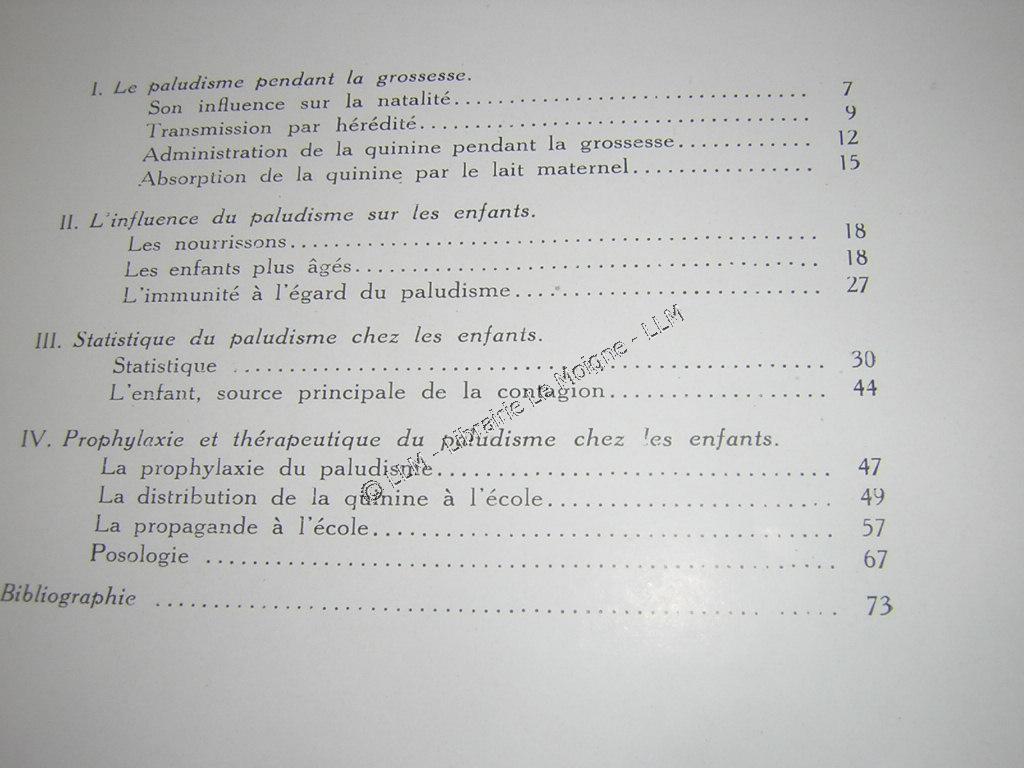 I. Le paludisme pendant la grossesse.
Son influence sur la natalité................................ 7
Transmission par hérédité.................................... 9
Administration de la quinine pendant la grossesse............ 12
Absorption de la quinine par le lait maternel................ 15
II. L'influence du paludisme sur les enfants.
Les nourrissons.............................................. 18
Les enfants plus âgés........................................ 18
L'immunité à l'égard du paludisme............................ 27
III. Statistique du paludisme chez les enfants.
Statistique ................................................. 30
L'enfant, source principale de la contagion.................. 44
IV. Prophylaxie et thérapeutique du paludisme chez les enfants.
La prophylaxie du paludisme.................................. 47
La distribution de la quinine à l'école...................... 49
La propagande à l'école...................................... 57
Posologie ................................................... 67
Bibliographie ............................................... 73
© LLM - Librairie Le Moigne - LLM